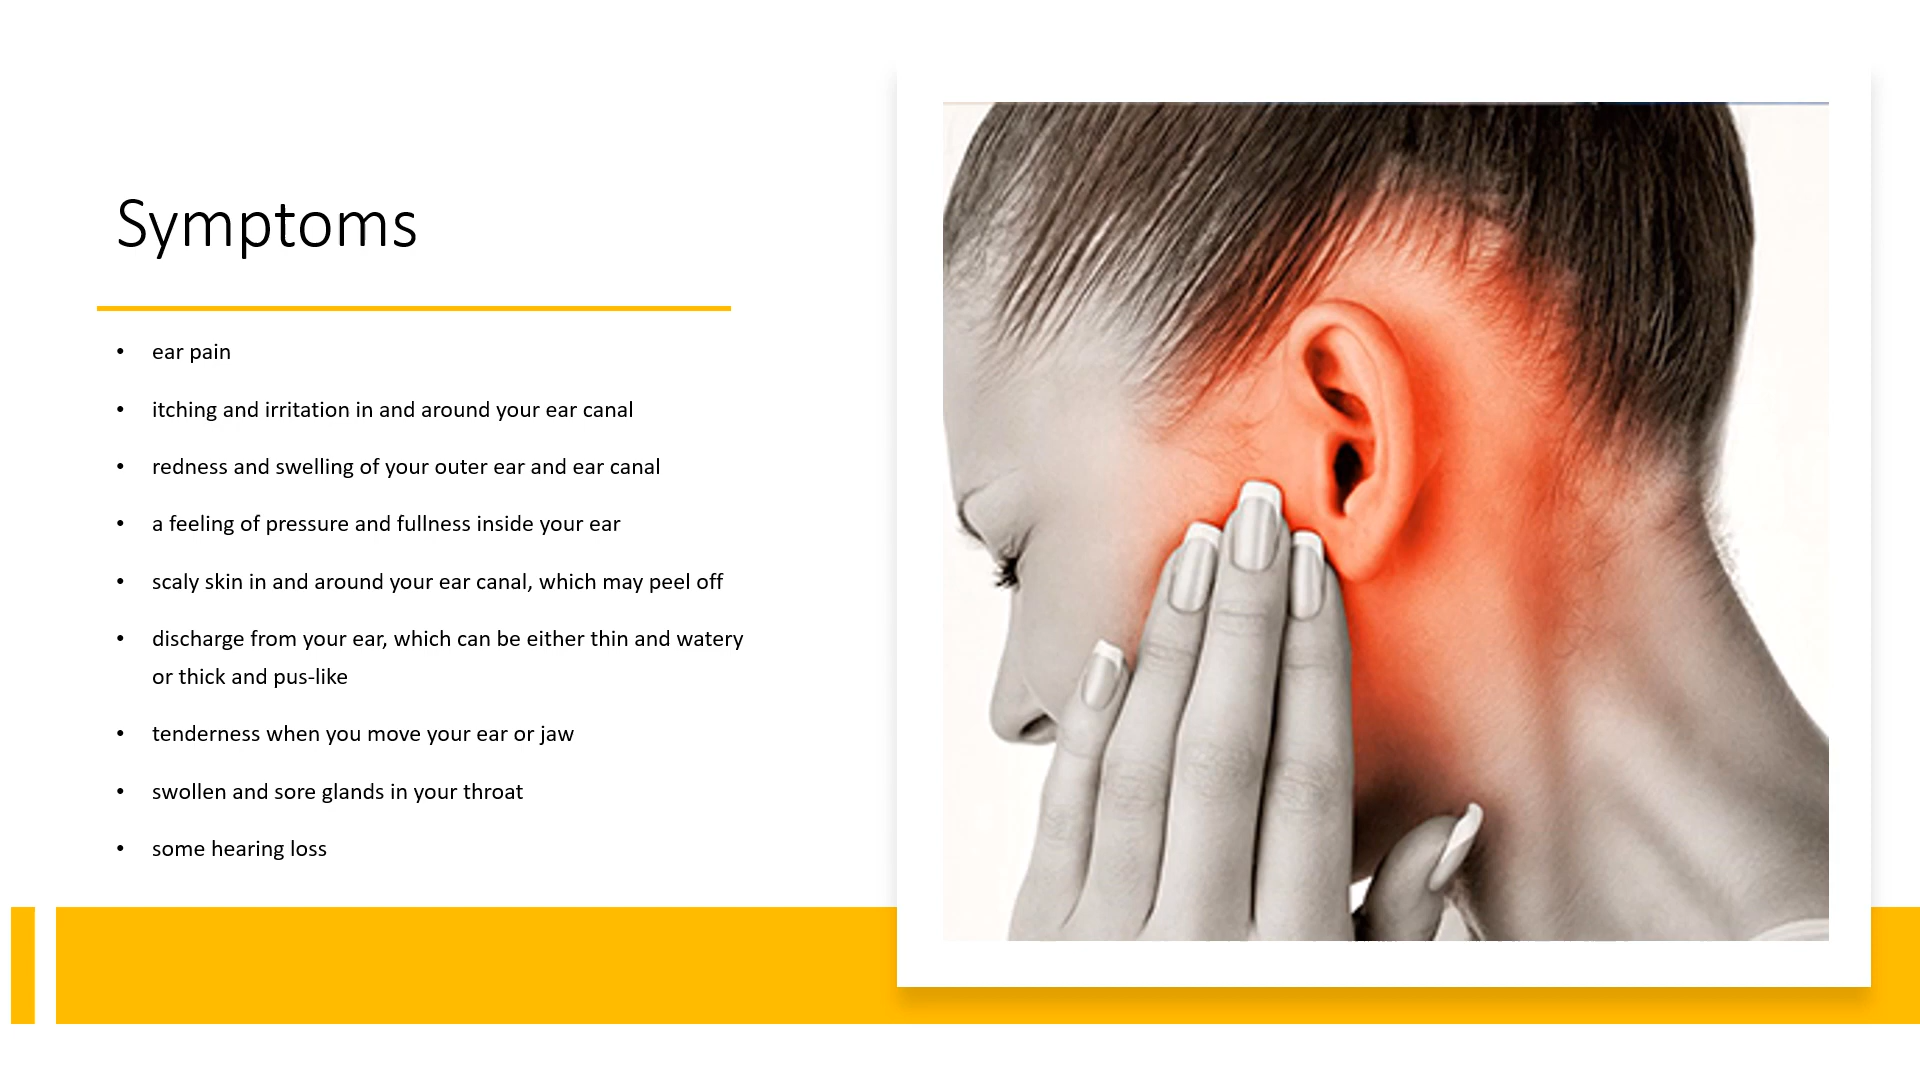 Symptoms
• ear pain
• itching and irritation in and around your ear canal
• redness and swelling of your outer ear and ear canal
• a feeling of pressure and fullness inside your ear
• scaly skin in and around your ear canal, which may peel off
• discharge from your ear, which can be either thin and watery
or thick and pus-like
• tenderness when you move your ear or jaw
• swollen and sore glands in your throat
• some hearing loss